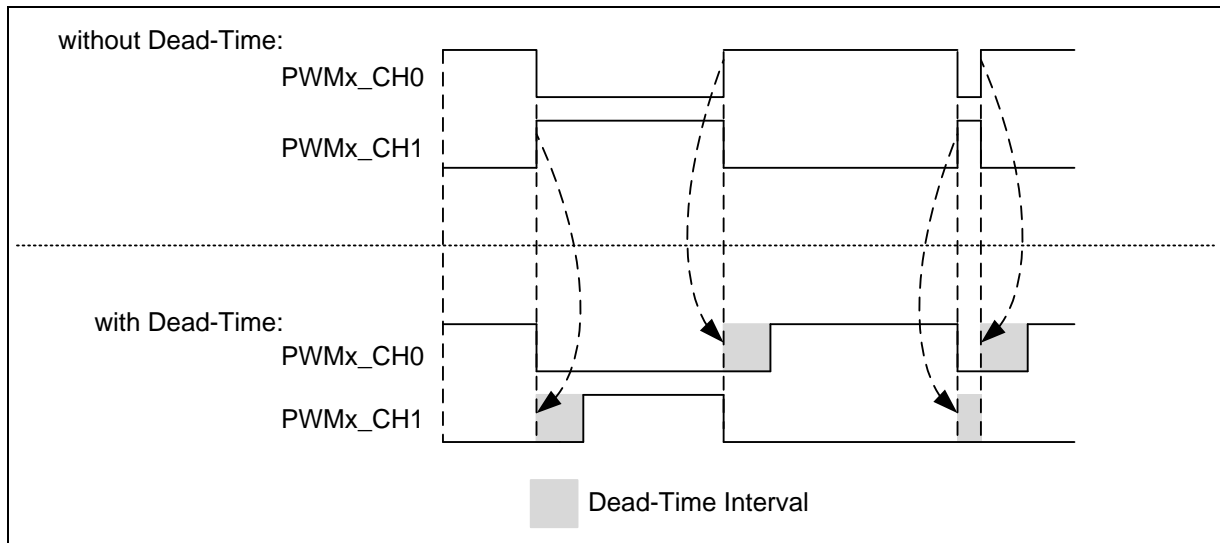 without Dead-Time:
PWMx_CH0
PWMx_CH1
with Dead-Time:
PWMx_CH0
PWMx_CH1
Dead-Time Interval